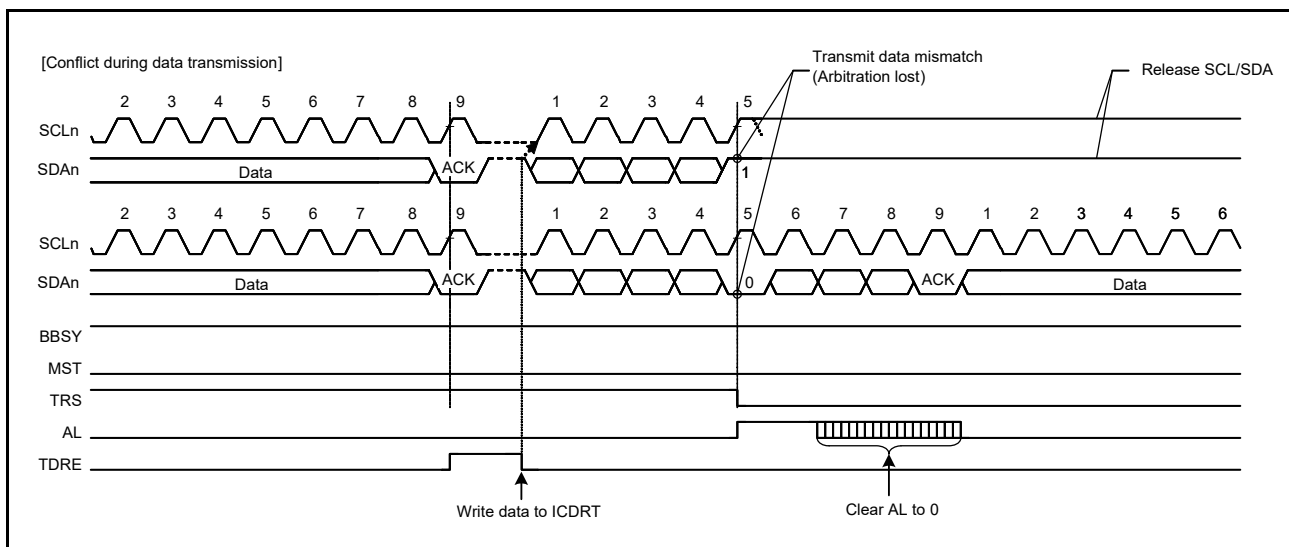 [Conflict during data transmission]
Transmit data mismatch
(Arbitration lost)
Release SCL/SDA
2 3 4 5 6 7 8 9 1 2 3 4 5
SCLn
SDAn Data ACK 1
2 3 4 5 6 7 8 9 1 2 3 4 5 6 7 8 9 1 2 3 4 5 6
SCLn
SDAn Data ACK 0 ACK Data
BBSY
MST
TRS
AL
TDRE
Write data to ICDRT
Clear AL to 0